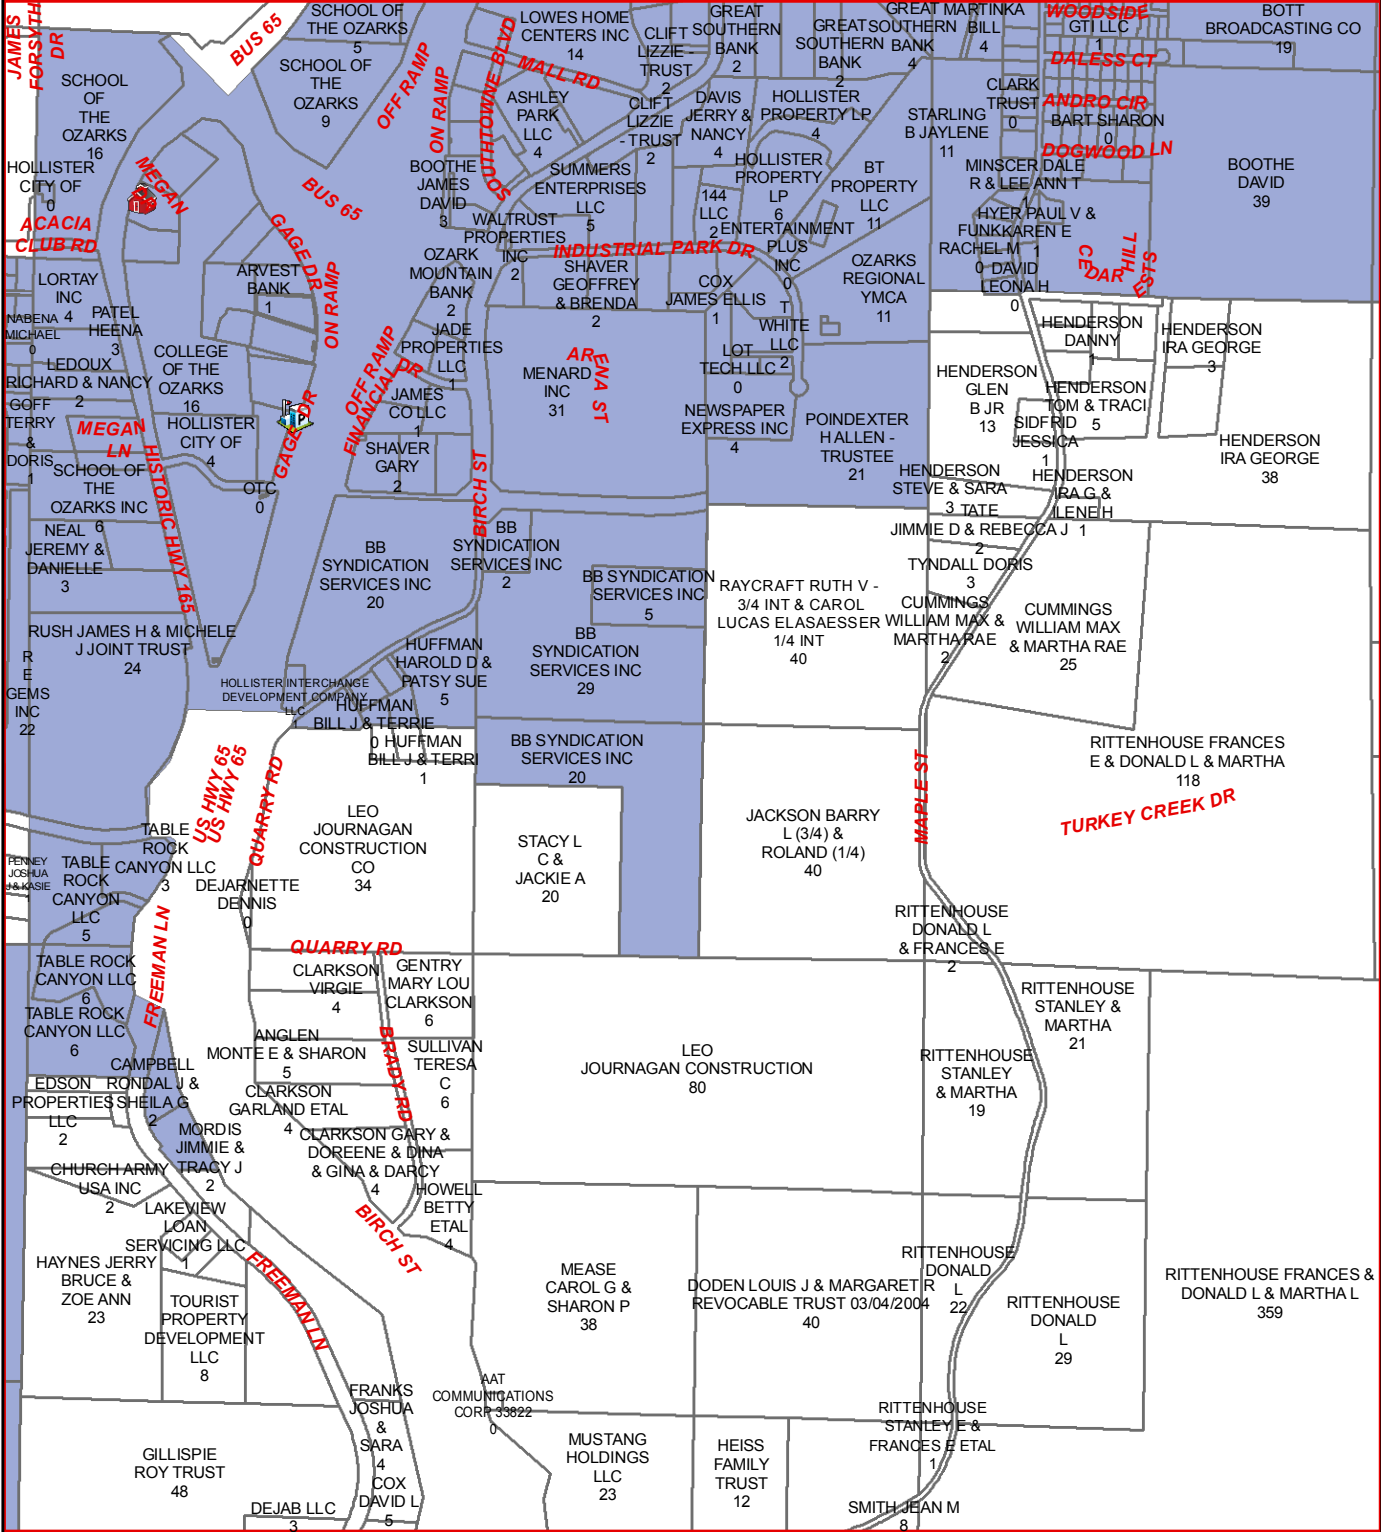 JAMES
FORSYTH
DR
BUS 65
SCHOOL OF
THE OZARKS
5
SCHOOL OF
THE
OZARKS
9
OFF RAMP
ON RAMP
SOUTHTOWNE BLVD
LOWES HOME
CENTERS INC
14
MALL RD
CLIFT
LIZZIE -
TRUST
2
GREAT
SOUTHERN
BANK
2
GREAT
SOUTHERN
BANK
2
GREAT
SOUTHERN
BANK
4
MARTINKA
BILL
4
WOODSIDE
GTI LLC
1
DALESS CT
BOTT
BROADCASTING CO
19
SCHOOL
OF
THE
OZARKS
16
ASHLEY
PARK
LLC
4
CLIFT
LIZZIE
- TRUST
2
DAVIS
JERRY &
NANCY
4
HOLLISTER
PROPERTY LP
4
STARLING
B JAYLENE
11
CLARK
TRUST
0
ANDRO CIR
BART SHARON
0
DOGWOOD LN
BOOTHE
DAVID
39
HOLLISTER
CITY OF
0
MEGAN
ACACIA
CLUB RD
BUS 65
BOOTHE
JAMES
DAVID
3
SUMMERS
ENTERPRISES
LLC
5
144
LLC
2
HOLLISTER
PROPERTY
LP
6
BT
PROPERTY
LLC
11
MINSCER DALE
R & LEE ANN T
1
HYER PAUL V &
FUNKKAREN E
1
RACHEL M
0
DAVID
LEONA H
0
CEDAR HILL ESTS
GAGE DR
ON RAMP
WALTRUST
PROPERTIES
INC
2
INDUSTRIAL PARK DR
ENTERTAINMENT
PLUS
INC
0
OZARKS
REGIONAL
YMCA
11
LORTAY
INC
4
ARVEST
BANK
1
OZARK
MOUNTAIN
BANK
2
SHAVER
GEOFFREY
& BRENDA
2
COX
JAMES ELLIS
1
T
WHITE
LLC
2
NABENA
MICHAEL
0
PATEL
HEENA
3
COLLEGE
OF THE
OZARKS
16
JADE
PROPERTIES
LLC
1
OFF RAMP
FINANCIAL DR
ARENA ST
MENARD
INC
31
LOT
TECH LLC
0
HENDERSON
DANNY
1
HENDERSON
IRA GEORGE
3
LEDOUX
RICHARD & NANCY
2
JAMES
CO LLC
1
HENDERSON
GLEN
B JR
13
HENDERSON
TOM & TRACI
5
GOFF
TERRY
&
DORIS
1
MEGAN
LN
HISTORIC HWY 165
HOLLISTER
CITY OF
4
GAGE DR
SHAVER
GARY
2
NEWSPAPER
EXPRESS INC
4
POINDEXTER
H ALLEN -
TRUSTEE
21
SIDFRID
JESSICA
1
HENDERSON
IRA GEORGE
38
SCHOOL OF
THE
OZARKS INC
6
OTC
0
BIRCH ST
HENDERSON
STEVE & SARA
3
HENDERSON
IRA G &
ILENE H
1
TATE
JIMMIE D & REBECCA J
2
NEAL
JEREMY &
DANIELLE
3
BB
SYNDICATION
SERVICES INC
20
BB
SYNDICATION
SERVICES INC
2
BB SYNDICATION
SERVICES INC
5
TYNDALL DORIS
3
RAYCRAFT RUTH V -
3/4 INT & CAROL
LUCAS ELASAESSER
1/4 INT
40
CUMMINGS
WILLIAM MAX &
MARTHA RAE
2
CUMMINGS
WILLIAM MAX
& MARTHA RAE
25
RUSH JAMES H & MICHELE
J JOINT TRUST
24
R
E
GEMS
INC
22
HUFFMAN
HAROLD D &
PATSY SUE
5
BB
SYNDICATION
SERVICES INC
29
HOLLISTER INTERCHANGE
DEVELOPMENT COMPANY
LLC
1
HUFFMAN
BILL J & TERRIE
0
HUFFMAN
BILL J & TERRI
1
BB SYNDICATION
SERVICES INC
20
MAPLE ST
RITTENHOUSE FRANCES
E & DONALD L & MARTHA
118
TURKEY CREEK DR
US HWY 65
US HWY 65
QUARRY RD
TABLE
ROCK
CANYON LLC
3
LEO
JOURNAGAN
CONSTRUCTION
CO
34
STACY L
C &
JACKIE A
20
JACKSON BARRY
L (3/4) &
ROLAND (1/4)
40
PENNEY
JOSHUA
J & KASIE
1
TABLE
ROCK
CANYON
LLC
5
DEJARNETTE
DENNIS
0
FREEMAN LN
QUARRY RD
RITTENHOUSE
DONALD L
& FRANCES E
2
TABLE ROCK
CANYON LLC
6
CLARKSON
VIRGIE
4
GENTRY
MARY LOU
CLARKSON
6
TABLE ROCK
CANYON LLC
6
BRADY RD
RITTENHOUSE
STANLEY &
MARTHA
21
ANGLEN
MONTE E & SHARON
5
SULLIVAN
TERESA
C
6
LEO
JOURNAGAN CONSTRUCTION
80
RITTENHOUSE
STANLEY
& MARTHA
19
CAMPBELL
RONDAL J &
SHEILA G
2
EDSON
PROPERTIES
LLC
2
CLARKSON
GARLAND ETAL
4
MORDIS
JIMMIE &
TRACY J
2
CLARKSON GARY &
DOREENE & DINA
& GINA & DARCY
4
CHURCH ARMY
USA INC
2
HOWELL
BETTY
ETAL
4
LAKEVIEW
LOAN
SERVICING LLC
1
BIRCH ST
HAYNES JERRY
BRUCE &
ZOE ANN
23
FREEMAN LN
MEASE
CAROL G &
SHARON P
38
DODEN LOUIS J & MARGARET R
REVOCABLE TRUST 03/04/2004
40
RITTENHOUSE
DONALD
L
22
RITTENHOUSE
DONALD
L
29
RITTENHOUSE FRANCES &
DONALD L & MARTHA L
359
TOURIST
PROPERTY
DEVELOPMENT
LLC
8
AAT
COMMUNICATIONS
CORP 33822
0
FRANKS
JOSHUA
&
SARA
4
RITTENHOUSE
STANLEY E &
FRANCES E ETAL
1
GILLISPIE
ROY TRUST
48
COX
DAVID L
5
MUSTANG
HOLDINGS
LLC
23
HEISS
FAMILY
TRUST
12
DEJAB LLC
3
SMITH JEAN M
8